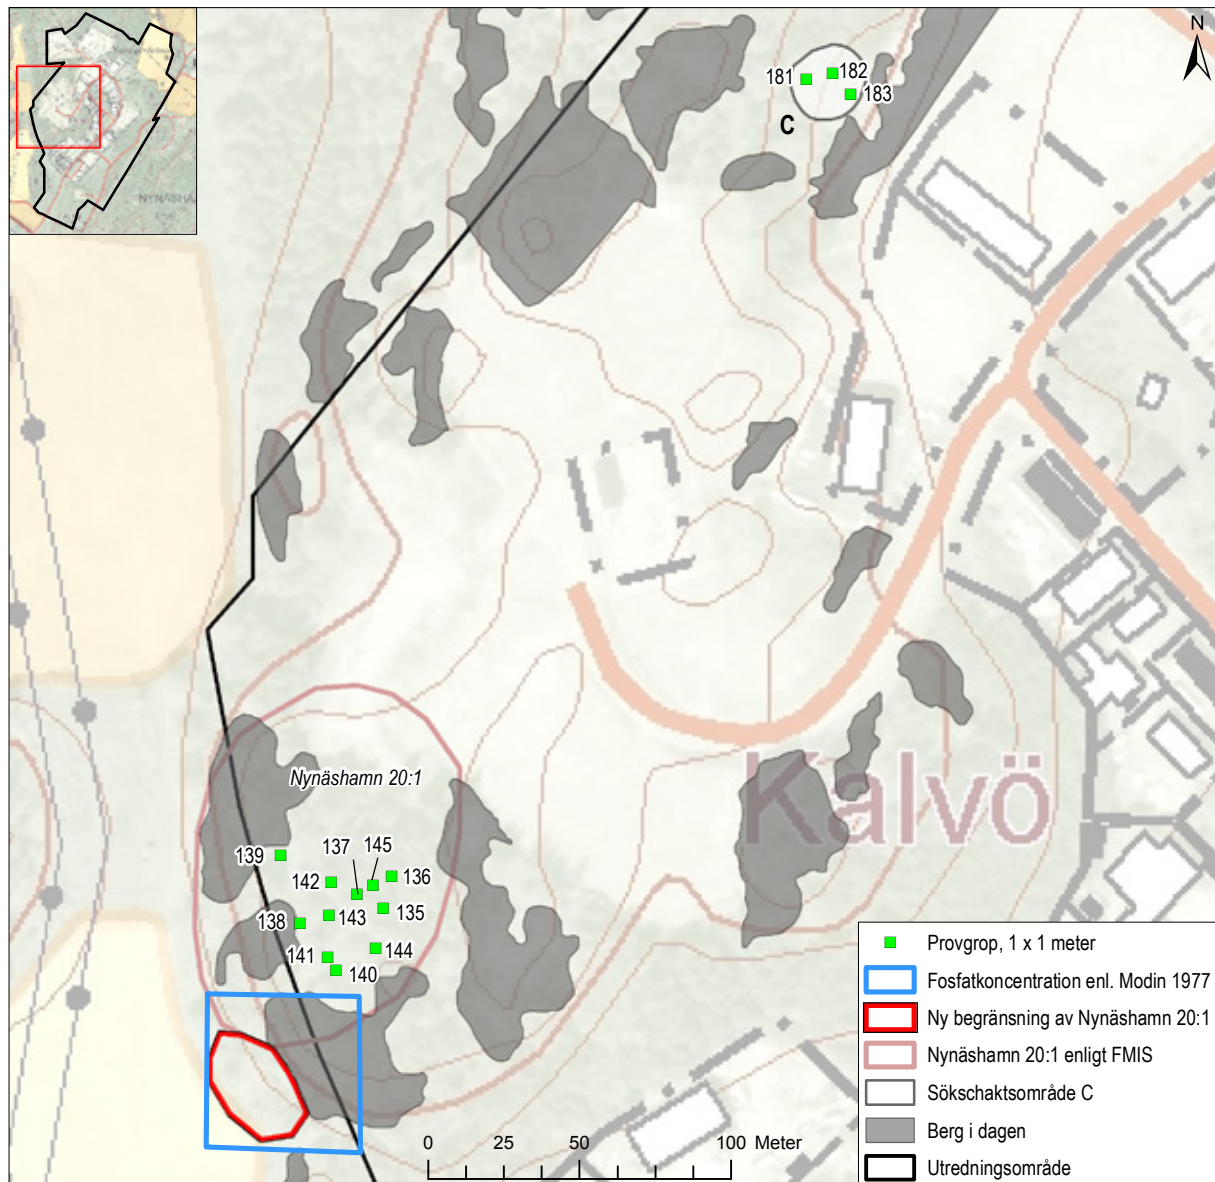 N
NYNÄSHA
181
182
183
C
Kalvö
Nynäshamn 20:1
137
145
139
142
136
138
143
135
141
144
140
Provgrop, 1 x 1 meter
Fosfatkoncentration enl. Modin 1977
Ny begränsning av Nynäshamn 20:1
Nynäshamn 20:1 enligt FMIS
Sökschaktsområde C
Berg i dagen
Utredningsområde
0 25 50 100 Meter